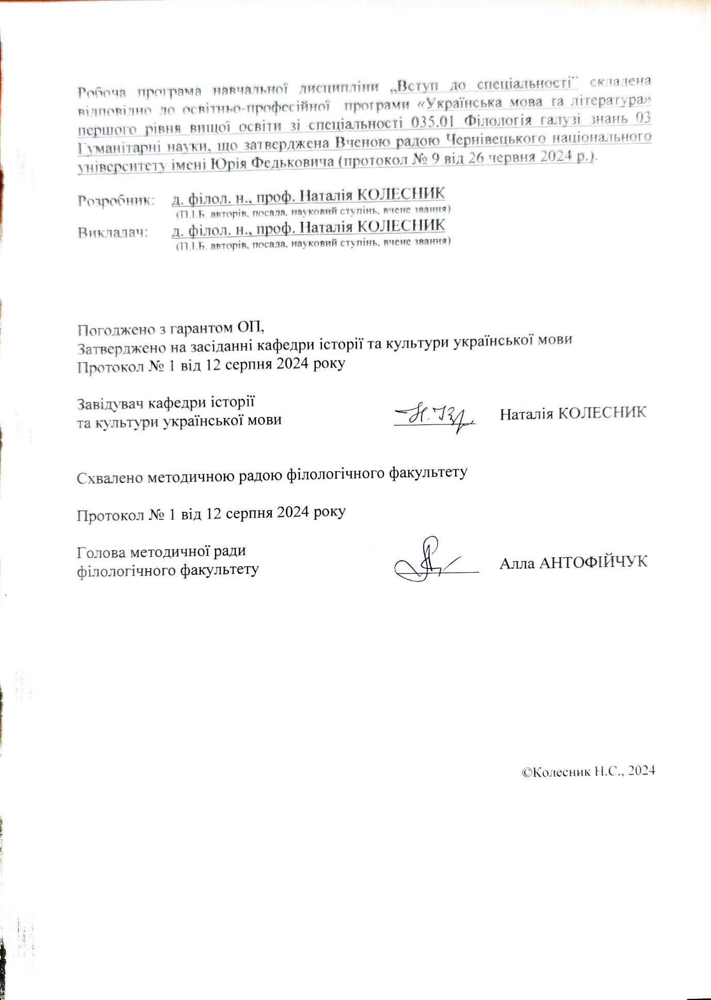 Робоча програма навчальної дисципліни „Вступ до спеціальності“ складена
відповідно до освітньо-професійної програми «Українська мова та література»
першого рівня вищої освіти зі спеціальності 035.01 Філологія галузі знань 03
Гуманітарні науки, що затверджена Вченою радою Чернівецького національного
університету імені Юрія Федьковича (протокол № 9 від 26 червня 2024 р.).
Розробник: д. філол. н., проф. Наталія КОЛЕСНИК
(П.І.Б. авторів, посада, науковий ступінь, вчене звання)
Викладач: д. філол. н., проф. Наталія КОЛЕСНИК
(П.І.Б. авторів, посада, науковий ступінь, вчене звання)
Погоджено з гарантом ОП,
Затверджено на засіданні кафедри історії та культури української мови
Протокол № 1 від 12 серпня 2024 року
Завідувач кафедри історії
та культури української мови Наталія КОЛЕСНИК
Схвалено методичною радою філологічного факультету
Протокол № 1 від 12 серпня 2024 року
Голова методичної ради
філологічного факультету Алла АНТОФІЙЧУК
©Колесник Н.С., 2024